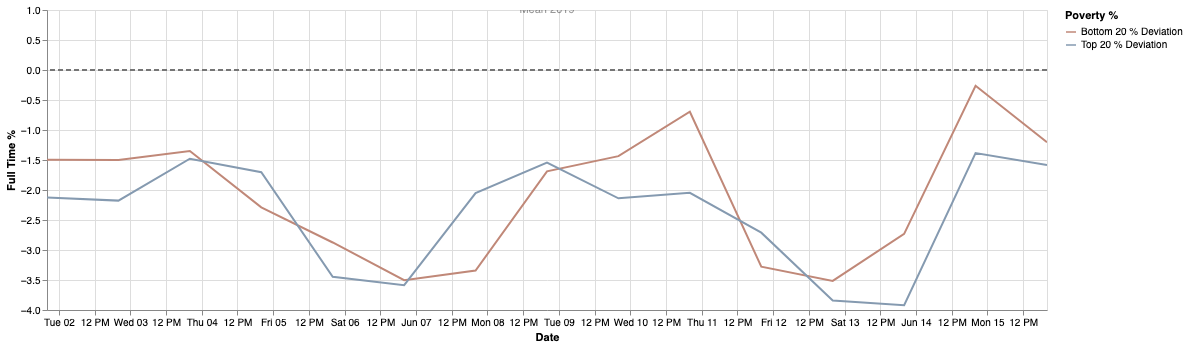 Mean 2019
1.0
0.5
0.0
−0.5
−1.0
−1.5
−2.0
−2.5
−3.0
−3.5
−4.0
Full Time %
Tue 02 12 PM Wed 03 12 PM Thu 04 12 PM Fri 05 12 PM Sat 06 12 PM Jun 07 12 PM Mon 08 12 PM Tue 09 12 PM Wed 10 12 PM Thu 11 12 PM Fri 12 12 PM Sat 13 12 PM Jun 14 12 PM Mon 15 12 PM
Date
Poverty %
Bottom 20 % Deviation
Top 20 % Deviation